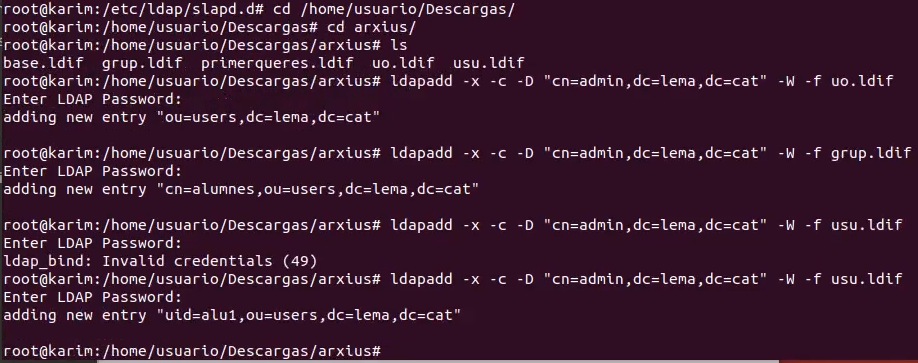 root@karim:/etc/ldap/slapd.d# cd /home/usuario/Descargas/
root@karim:/home/usuario/Descargas# cd arxius/
root@karim:/home/usuario/Descargas/arxius# ls
base.ldif  grup.ldif  primerqueres.ldif  uo.ldif  usu.ldif
root@karim:/home/usuario/Descargas/arxius# ldapadd -x -c -D "cn=admin,dc=lema,dc=cat" -W -f uo.ldif
Enter LDAP Password:
adding new entry "ou=users,dc=lema,dc=cat"
root@karim:/home/usuario/Descargas/arxius# ldapadd -x -c -D "cn=admin,dc=lema,dc=cat" -W -f grup.ldif
Enter LDAP Password:
adding new entry "cn=alumnes,ou=users,dc=lema,dc=cat"
root@karim:/home/usuario/Descargas/arxius# ldapadd -x -c -D "cn=admin,dc=lema,dc=cat" -W -f usu.ldif
Enter LDAP Password:
ldap_bind: Invalid credentials (49)
root@karim:/home/usuario/Descargas/arxius# ldapadd -x -c -D "cn=admin,dc=lema,dc=cat" -W -f usu.ldif
Enter LDAP Password:
adding new entry "uid=alu1,ou=users,dc=lema,dc=cat"
root@karim:/home/usuario/Descargas/arxius#